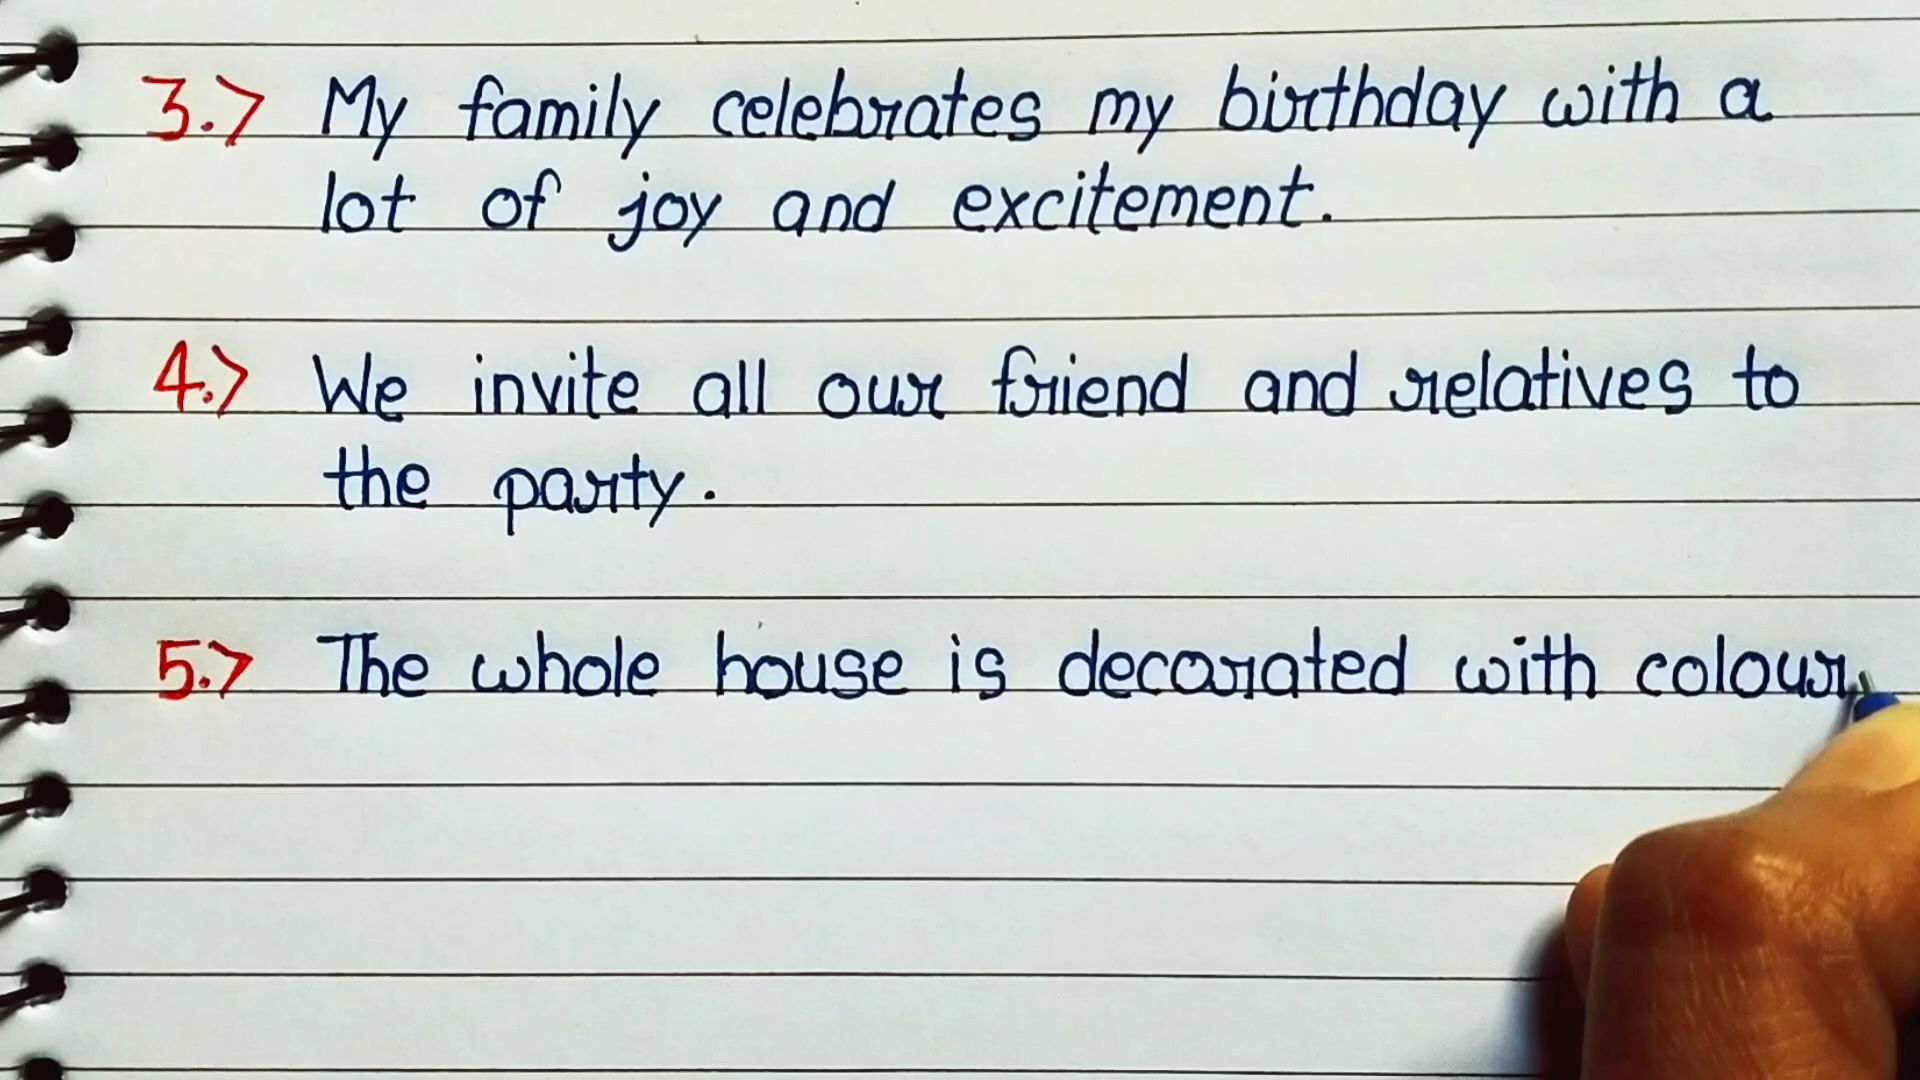 3.> My family celebrates my birthday with a
lot of joy and excitement.
4.> We invite all our friend and relatives to
the party.
5.> The whole house is decorated with colour